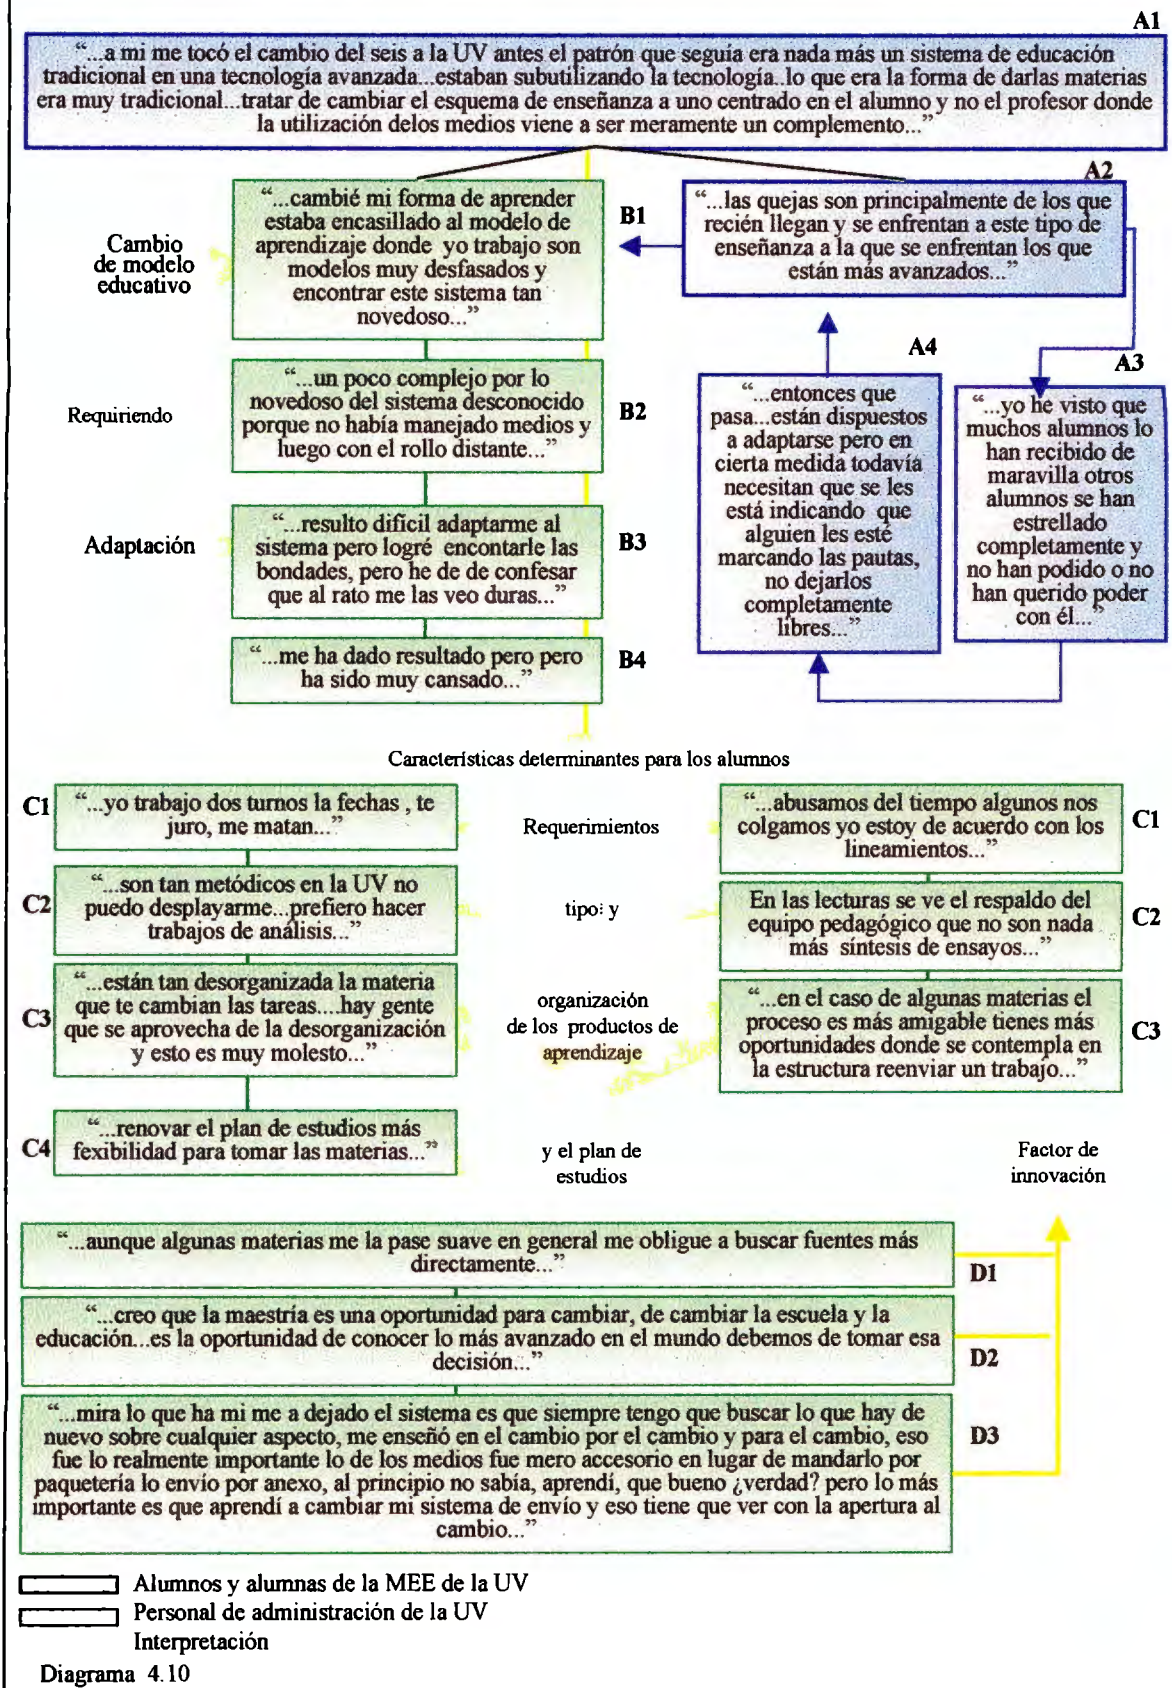 A1
“...a mi me tocó el cambio del seis a la UV antes el patrón que seguia era nada más un sistema de educación
tradicional en una tecnología avanzada...estaban subutilizando la tecnología..lo que era la forma de darlas materias
era muy tradicional...tratar de cambiar el esquema de enseñanza a uno centrado en el alumno y no el profesor donde
la utilización delos medios viene a ser meramente un complemento...”
Cambio
de modelo
educativo
“...cambié mi forma de aprender
estaba encasillado al modelo de
aprendizaje donde yo trabajo son
modelos muy desfasados y
encontrar este sistema tan
novedoso...”
B1
A2
“...las quejas son principalmente de los que
recién llegan y se enfrentan a este tipo de
enseñanza a la que se enfrentan los que
están más avanzados...”
Requiriendo
“...un poco complejo por lo
novedoso del sistema desconocido
porque no había manejado medios y
luego con el rollo distante...”
B2
Adaptación
“...resulto dificil adaptarme al
sistema pero logré encontarle las
bondades, pero he de de confesar
que al rato me las veo duras...”
B3
“...me ha dado resultado pero pero
ha sido muy cansado...”
B4
A4
“...entonces que
pasa...están dispuestos
a adaptarse pero en
cierta medida todavía
necesitan que se les
está indicando que
alguien les esté
marcando las pautas,
no dejarlos
completamente
libres...”
A3
“...yo he visto que
muchos alumnos lo
han recibido de
maravilla otros
alumnos se han
estrellado
completamente y
no han podido o no
han querido poder
con él...”
Características determinantes para los alumnos
C1
“...yo trabajo dos turnos la fechas , te
juro, me matan...”
Requerimientos
“...abusamos del tiempo algunos nos
colgamos yo estoy de acuerdo con los
lineamientos...”
C1
C2
“...son tan metódicos en la UV no
puedo desplayarme...prefiero hacer
trabajos de análisis...”
tipo: y
En las lecturas se ve el respaldo del
equipo pedagógico que no son nada
más síntesis de ensayos...”
C2
C3
“...están tan desorganizada la materia
que te cambian las tareas....hay gente
que se aprovecha de la desorganización
y esto es muy molesto...”
organización
de los productos de
aprendizaje
“...en el caso de algunas materias el
proceso es más amigable tienes más
oportunidades donde se contempla en
la estructura reenviar un trabajo...”
C3
C4
“...renovar el plan de estudios más
fexibilidad para tomar las materias...”
y el plan de
estudios
Factor de
innovación
“...aunque algunas materias me la pase suave en general me obligue a buscar fuentes más
directamente...”
D1
“...creo que la maestría es una oportunidad para cambiar, de cambiar la escuela y la
educación...es la oportunidad de conocer lo más avanzado en el mundo debemos de tomar esa
decisión...”
D2
“...mira lo que ha mi me a dejado el sistema es que siempre tengo que buscar lo que hay de
nuevo sobre cualquier aspecto, me enseñó en el cambio por el cambio y para el cambio, eso
fue lo realmente importante lo de los medios fue mero accesorio en lugar de mandarlo por
paquetería lo envío por anexo, al principio no sabía, aprendí, que bueno ¿verdad? pero lo más
importante es que aprendí a cambiar mi sistema de envío y eso tiene que ver con la apertura al
cambio...”
D3
Alumnos y alumnas de la MEE de la UV
Personal de administración de la UV
Interpretación
Diagrama 4.10